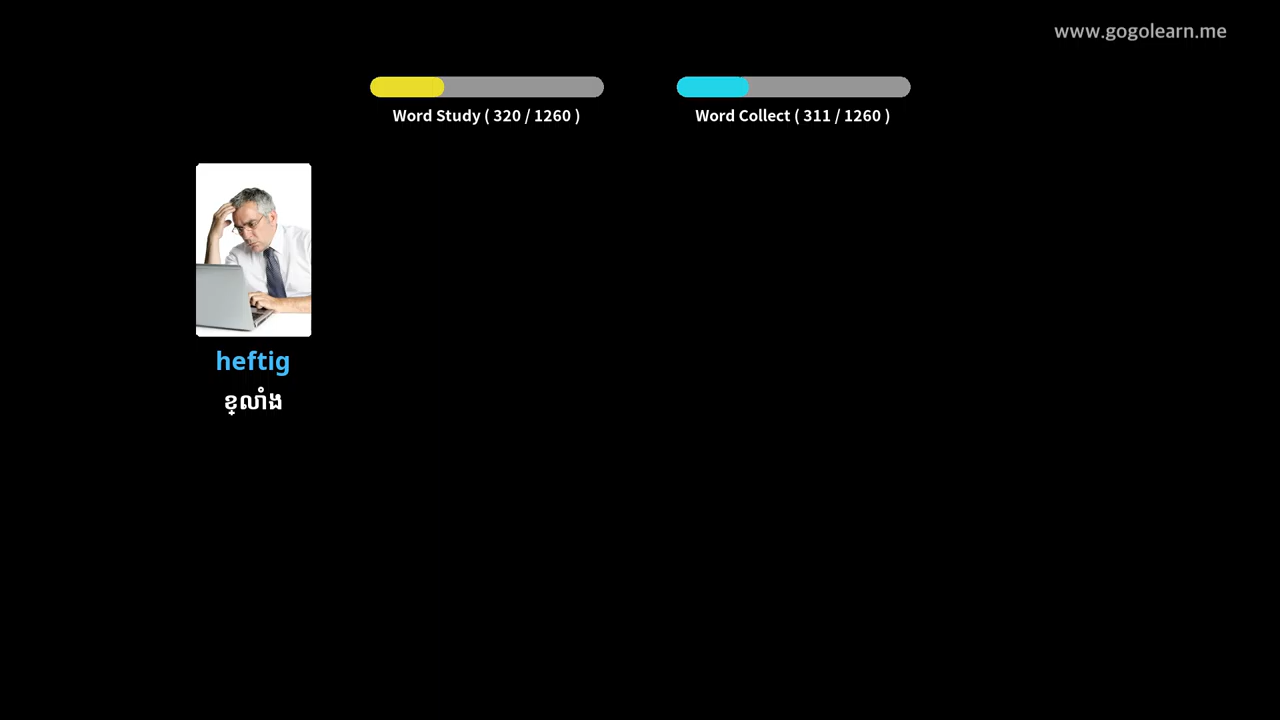 www.gogolearn.me
Word Study ( 320 / 1260 )
Word Collect ( 311 / 1260 )
heftig
ខ្លាំង